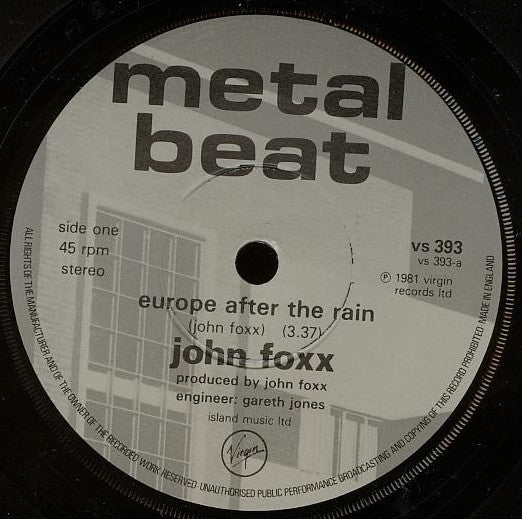 metal
beat
side one
45 rpm
stereo
vs 393
vs 393-a
℗ 1981 virgin
records ltd
europe after the rain
(john foxx) (3.37)
john foxx
produced by john foxx
engineer: gareth jones
island music ltd
Virgin
ALL RIGHTS OF THE MANUFACTURER AND OF THE OWNER OF THE RECORDED WORK RESERVED. UNAUTHORISED PUBLIC PERFORMANCE BROADCASTING AND COPYING OF THIS RECORD PROHIBITED · MADE IN ENGLAND